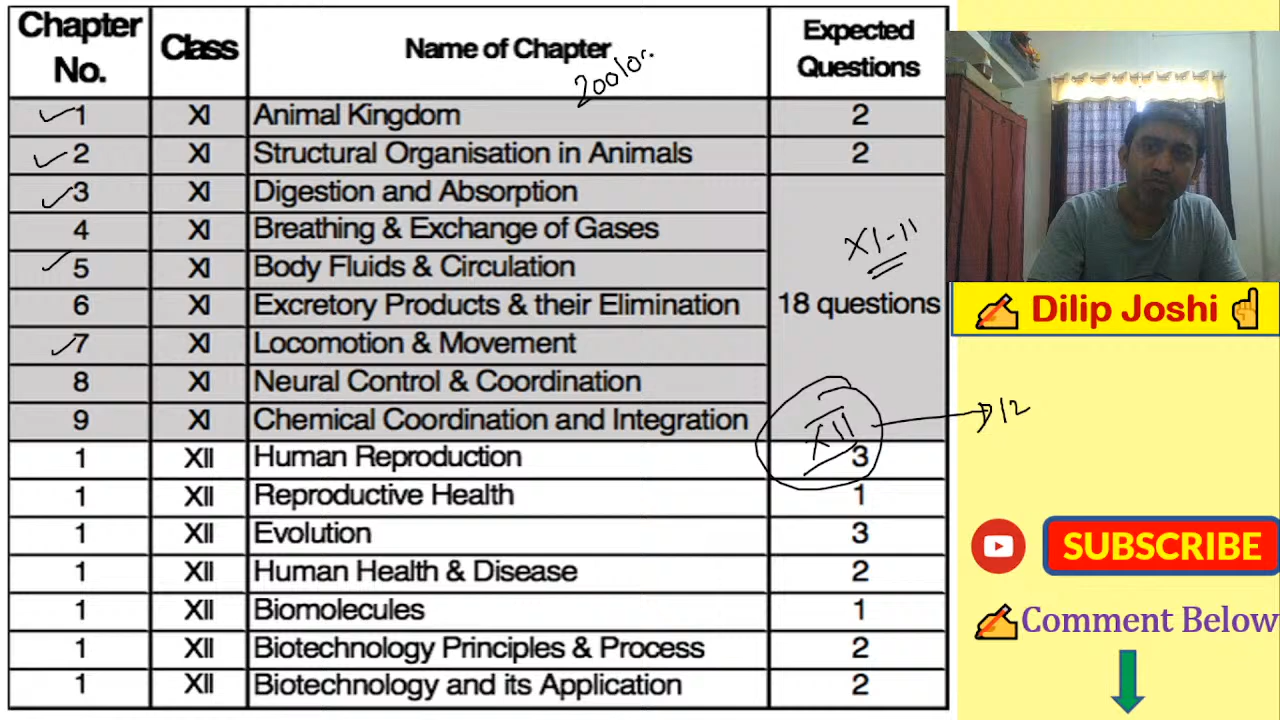 Chapter No. Class Name of Chapter Expected Questions
1 XI Animal Kingdom 2
2 XI Structural Organisation in Animals 2
3 XI Digestion and Absorption
4 XI Breathing & Exchange of Gases
XI-11
5 XI Body Fluids & Circulation
6 XI Excretory Products & their Elimination 18 questions
7 XI Locomotion & Movement
8 XI Neural Control & Coordination
9 XI Chemical Coordination and Integration
XII 12
1 XII Human Reproduction 3
1 XII Reproductive Health 1
1 XII Evolution 3
1 XII Human Health & Disease 2
1 XII Biomolecules 1
1 XII Biotechnology Principles & Process 2
1 XII Biotechnology and its Application 2
Dilip Joshi
SUBSCRIBE
Comment Below